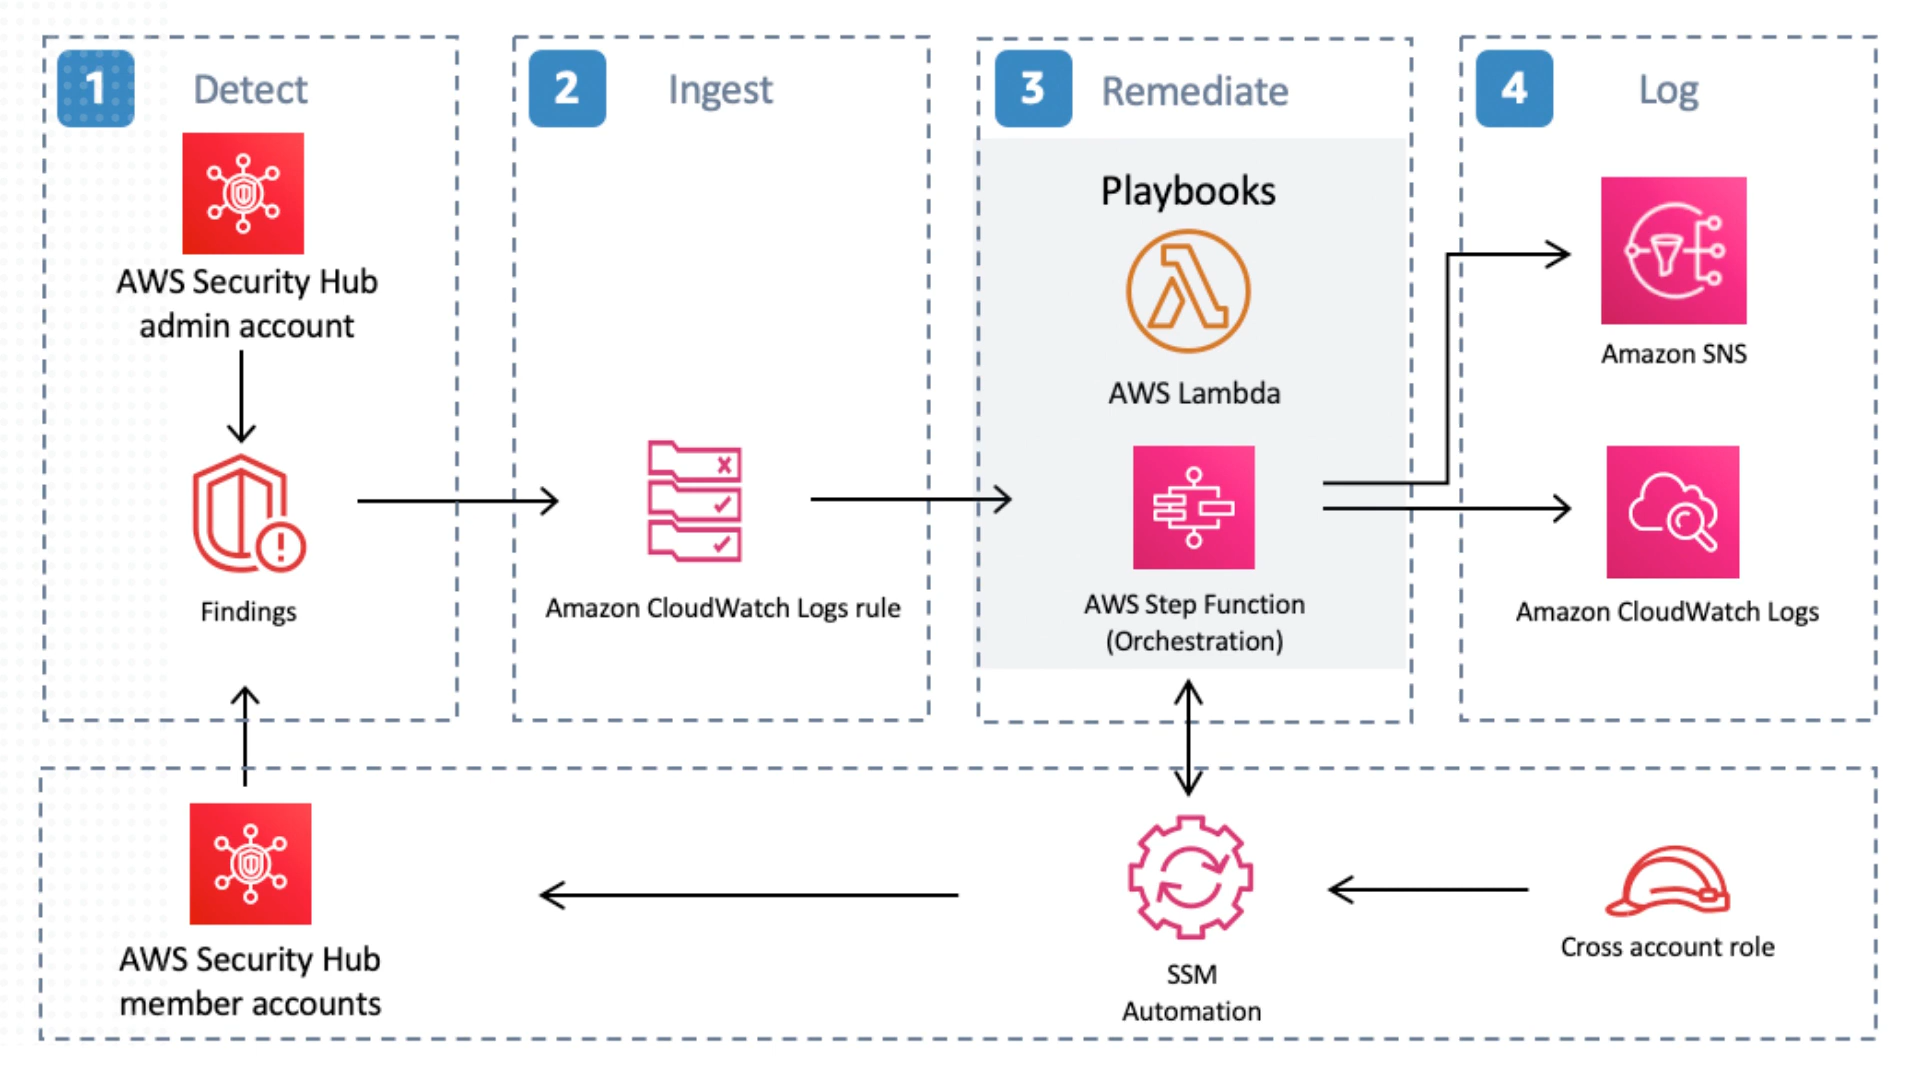 1
Detect
AWS Security Hub
admin account
Findings
2
Ingest
Amazon CloudWatch Logs rule
3
Remediate
Playbooks
AWS Lambda
AWS Step Function
(Orchestration)
4
Log
Amazon SNS
Amazon CloudWatch Logs
AWS Security Hub
member accounts
SSM
Automation
Cross account role